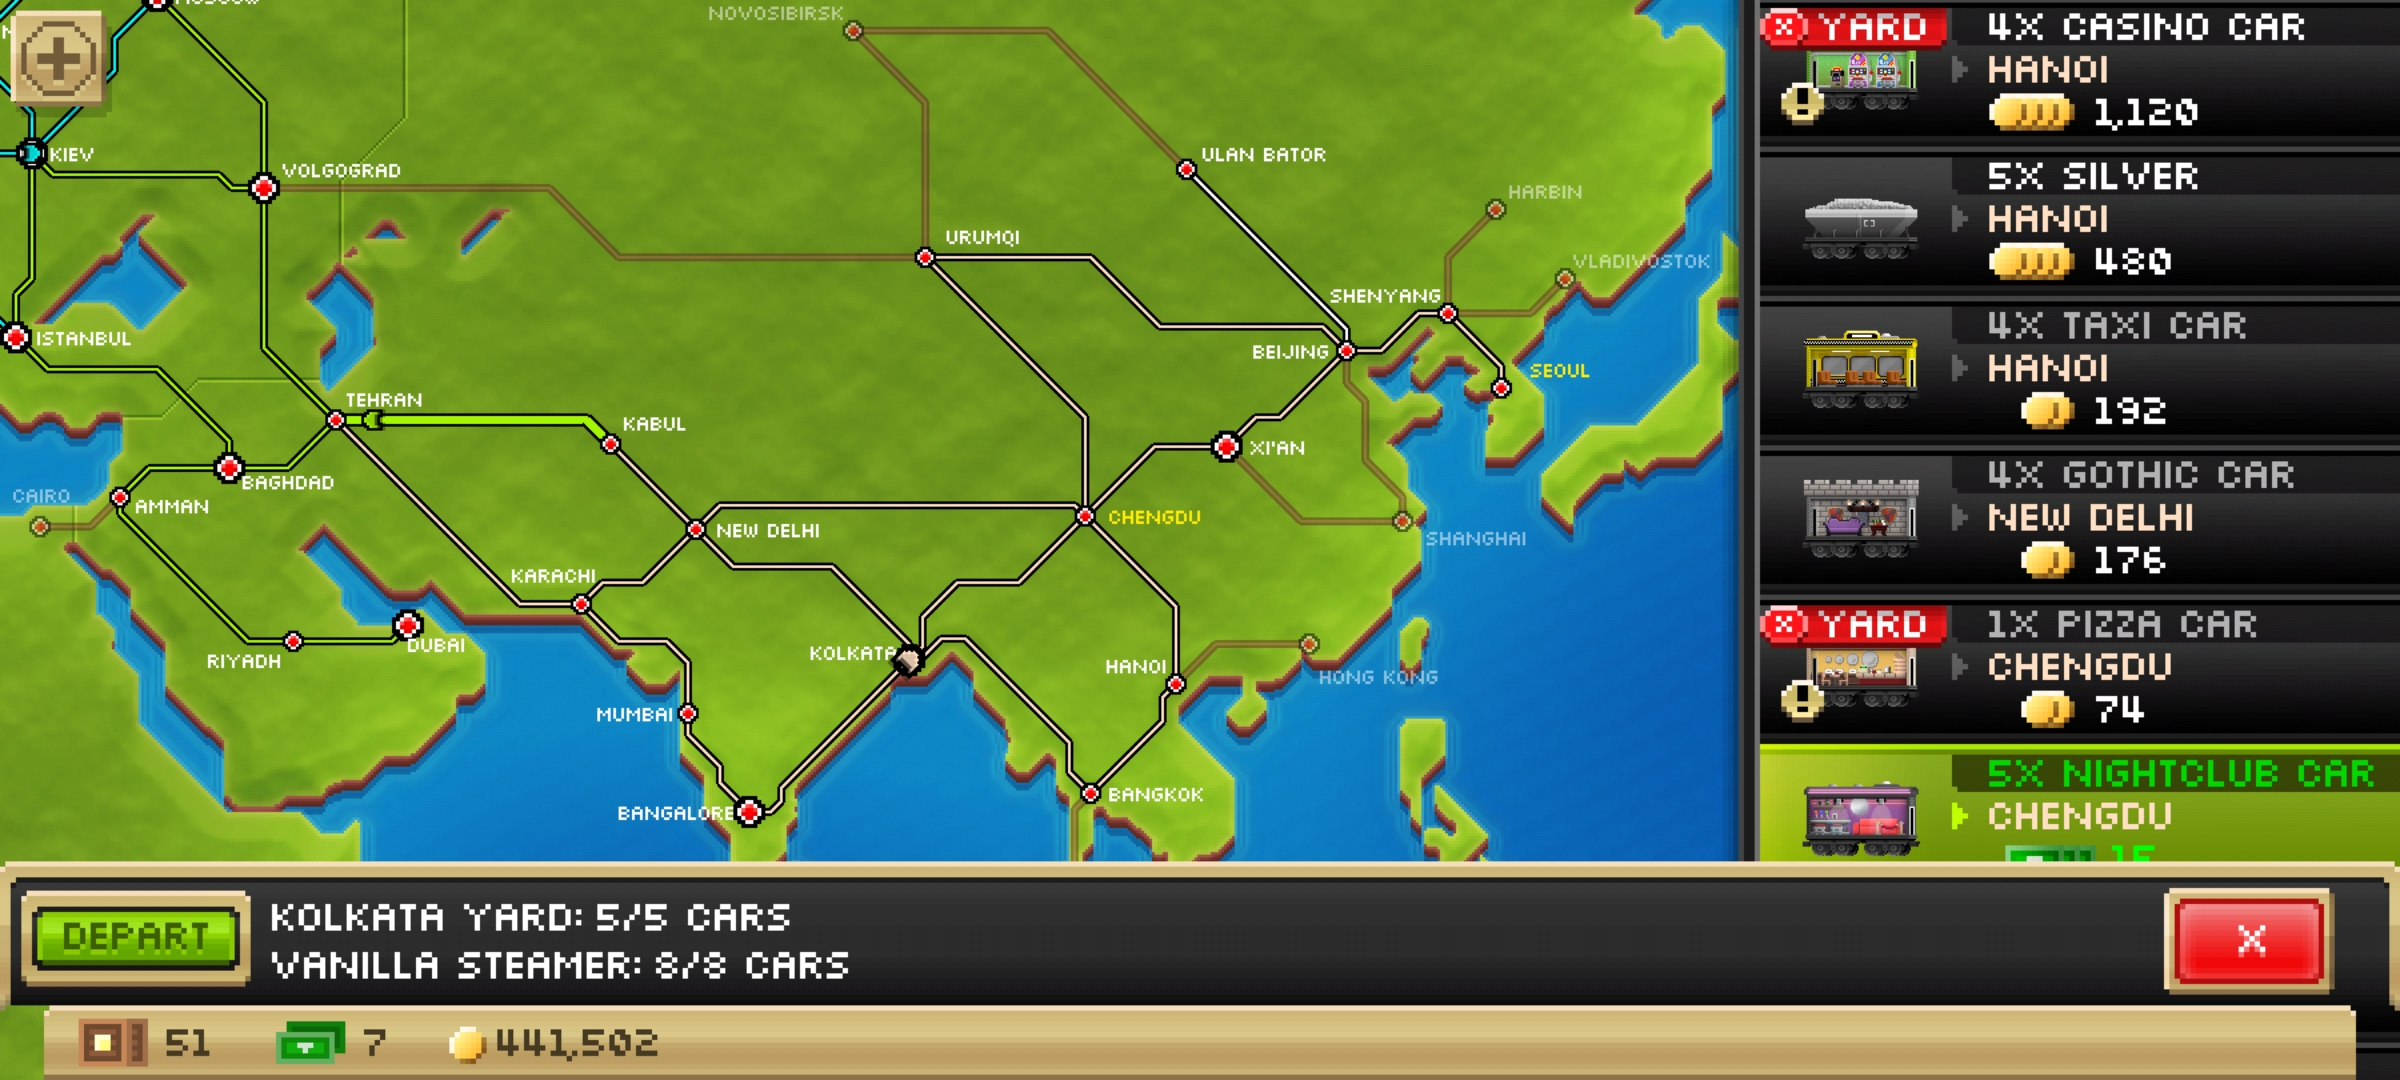 NOVOSIBIRSK
KIEV
VOLGOGRAD
ULAN BATOR
HARBIN
URUMQI
VLADIVOSTOK
SHENYANG
ISTANBUL
BEIJING
SEOUL
TEHRAN
KABUL
XI'AN
BAGHDAD
CAIRO
AMMAN
CHENGDU
NEW DELHI
SHANGHAI
KARACHI
DUBAI
RIYADH
KOLKATA
HANOI
HONG KONG
MUMBAI
BANGKOK
BANGALORE
YARD
4X CASINO CAR
HANOI
1,120
5X SILVER
HANOI
480
4X TAXI CAR
HANOI
192
4X GOTHIC CAR
NEW DELHI
176
YARD
1X PIZZA CAR
CHENGDU
74
5X NIGHTCLUB CAR
CHENGDU
DEPART
KOLKATA YARD: 5/5 CARS
VANILLA STEAMER: 8/8 CARS
X
51
7
441,502